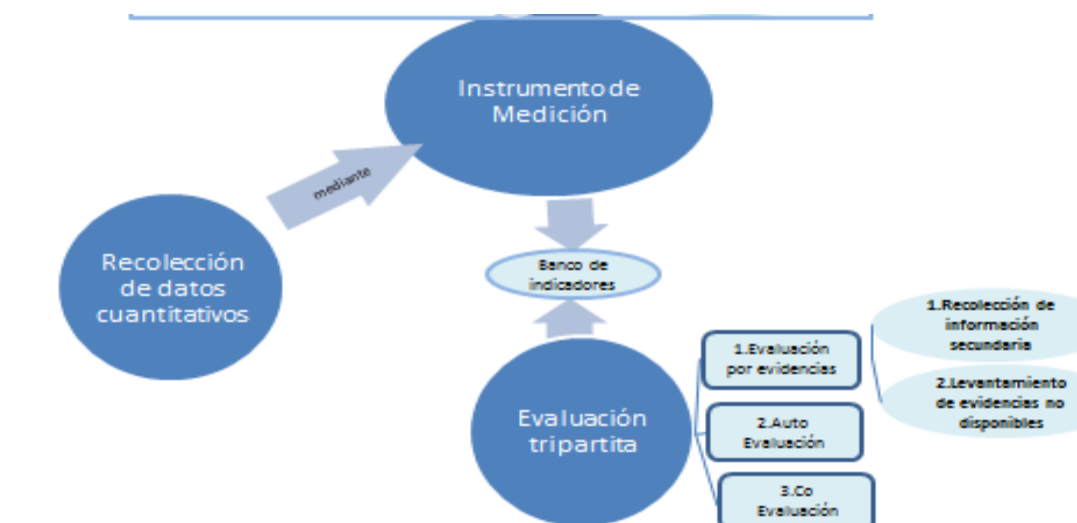 Instrumento de
Medición
mediante
Recolección
de datos
cuantitativos
Banco de
indicadores
Evaluación
tripartita
1.Evaluación
por evidencias
2.Auto
Evaluación
3.Co
Evaluación
1.Recolección de
información
secundaria
2.Levantamiento
de evidencias no
disponibles